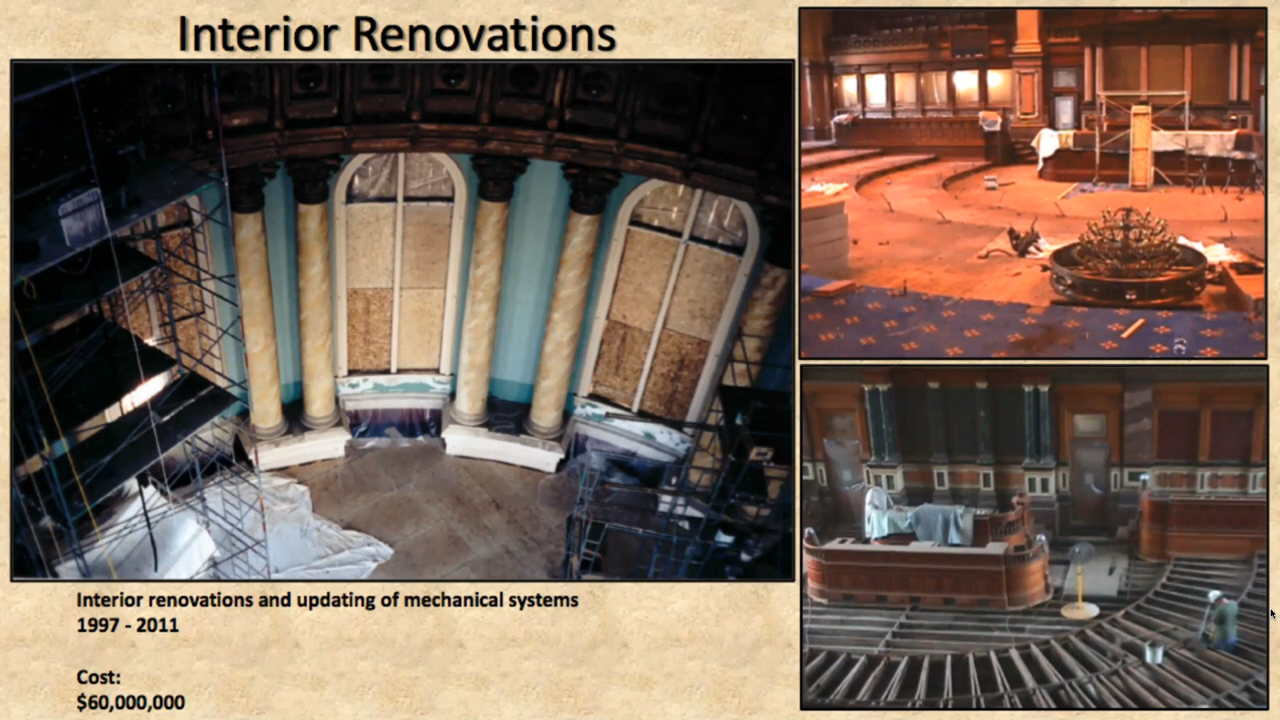 Interior Renovations
Interior renovations and updating of mechanical systems
1997 - 2011
Cost:
$60,000,000